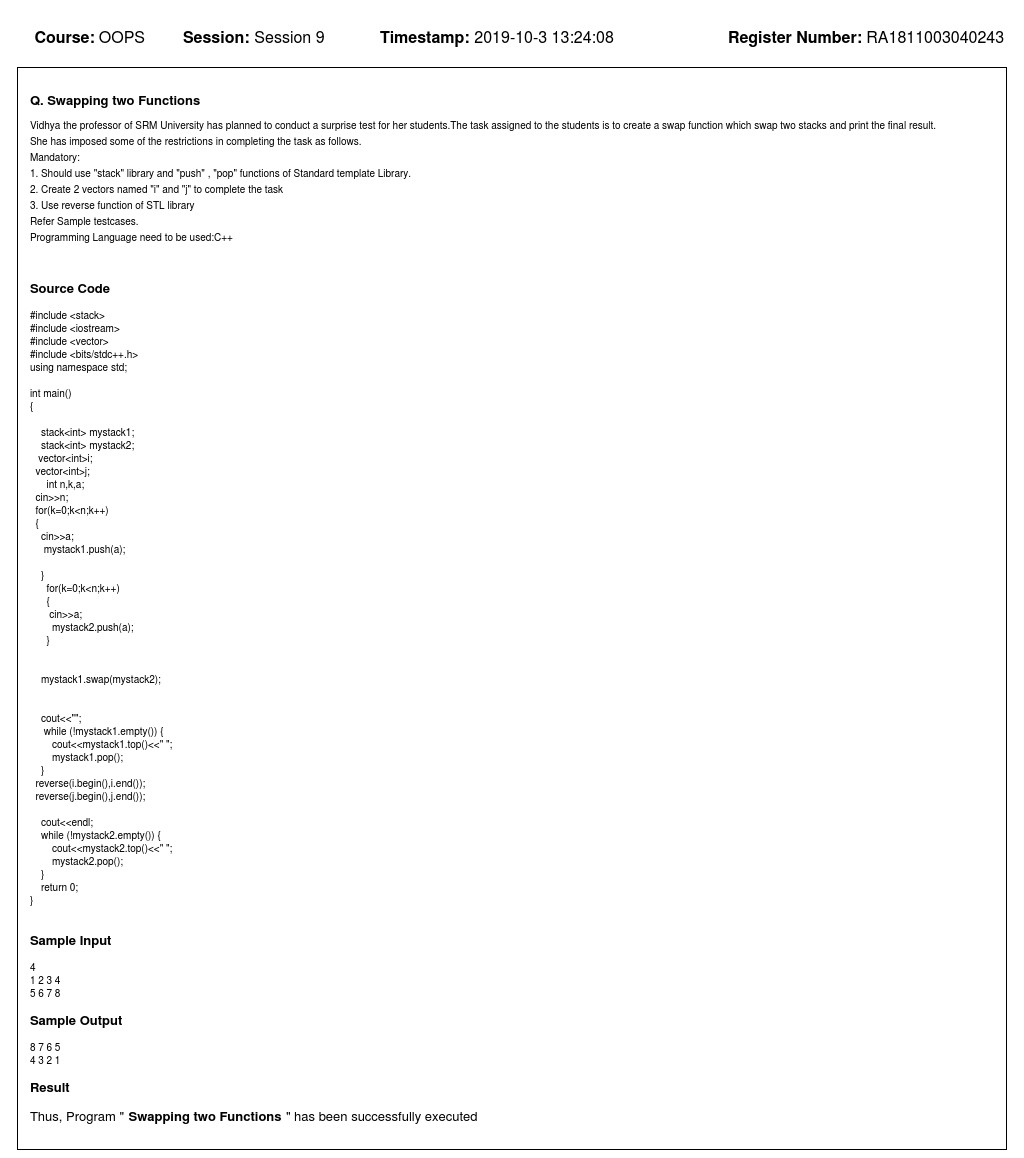 Course: OOPS Session: Session 9 Timestamp: 2019-10-3 13:24:08 Register Number: RA1811003040243
Q. Swapping two Functions
Vidhya the professor of SRM University has planned to conduct a surprise test for her students.The task assigned to the students is to create a swap function which swap two stacks and print the final result.
She has imposed some of the restrictions in completing the task as follows.
Mandatory:
1. Should use "stack" library and "push" , "pop" functions of Standard template Library.
2. Create 2 vectors named "i" and "j" to complete the task
3. Use reverse function of STL library
Refer Sample testcases.
Programming Language need to be used:C++
Source Code
#include <stack>
#include <iostream>
#include <vector>
#include <bits/stdc++.h>
using namespace std;
int main()
{
stack<int> mystack1;
stack<int> mystack2;
vector<int>i;
vector<int>j;
int n,k,a;
cin>>n;
for(k=0;k<n;k++)
{
cin>>a;
mystack1.push(a);
}
for(k=0;k<n;k++)
{
cin>>a;
mystack2.push(a);
}
mystack1.swap(mystack2);
cout<<"";
while (!mystack1.empty()) {
cout<<mystack1.top()<<" ";
mystack1.pop();
}
reverse(i.begin(),i.end());
reverse(j.begin(),j.end());
cout<<endl;
while (!mystack2.empty()) {
cout<<mystack2.top()<<" ";
mystack2.pop();
}
return 0;
}
Sample Input
4
1 2 3 4
5 6 7 8
Sample Output
8 7 6 5
4 3 2 1
Result
Thus, Program " Swapping two Functions " has been successfully executed